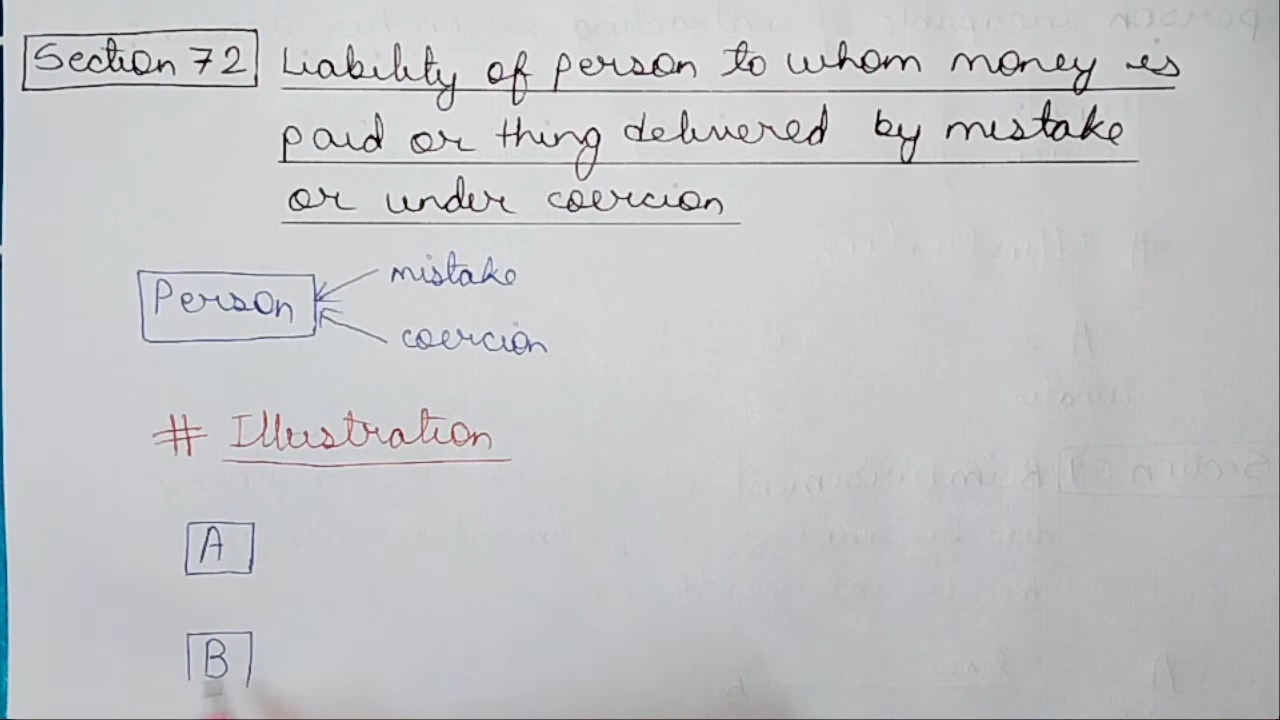 Section 72 Liability of person to whom money is
paid or thing delivered by mistake
or under coercion
Person
mistake
coercion
# Illustration
A
B